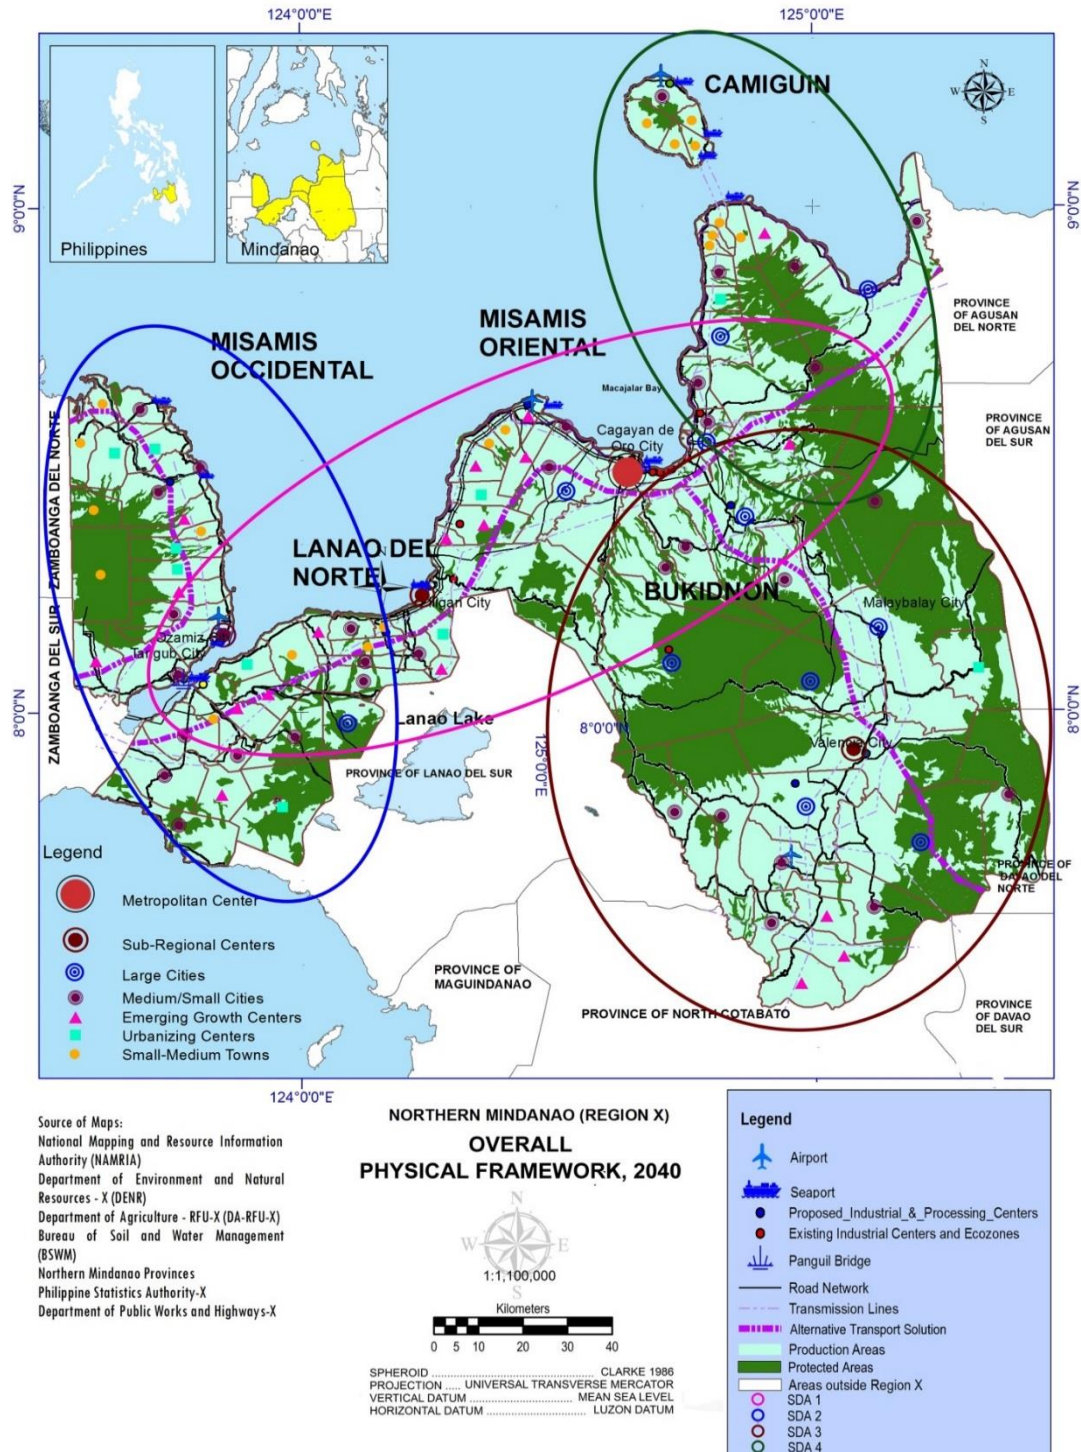 124°0'0"E
125°0'0"E
9°0'0"N
9°0'0"N
8°0'0"N
8°0'0"N
Philippines
Mindanao
CAMIGUIN
N
W
E
S
MISAMIS
OCCIDENTAL
MISAMIS
ORIENTAL
PROVINCE
OF AGUSAN
DEL NORTE
PROVINCE
OF AGUSAN
DEL SUR
Macajalar Bay
Cagayan de
Oro City
ZAMBOANGA DEL SUR
ZAMBOANGA DEL NORTE
LANAO DEL
NORTE
Iligan City
BUKIDNON
Malaybalay City
Ozamiz
Tangub City
Lanao Lake
8°0'0"N
125°0'0"E
Valencia City
PROVINCE OF LANAO DEL SUR
PROVINCE OF
DAVAO DEL
NORTE
PROVINCE OF
MAGUINDANAO
PROVINCE OF NORTH COTABATO
PROVINCE
OF DAVAO
DEL SUR
Legend
Metropolitan Center
Sub-Regional Centers
Large Cities
Medium/Small Cities
Emerging Growth Centers
Urbanizing Centers
Small-Medium Towns
124°0'0"E
125°0'0"E
Source of Maps:
National Mapping and Resource Information
Authority (NAMRIA)
Department of Environment and Natural
Resources - X (DENR)
Department of Agriculture - RFU-X (DA-RFU-X)
Bureau of Soil and Water Management
(BSWM)
Northern Mindanao Provinces
Philippine Statistics Authority-X
Department of Public Works and Highways-X
NORTHERN MINDANAO (REGION X)
OVERALL
PHYSICAL FRAMEWORK, 2040
N
W
E
S
1:1,100,000
Kilometers
0 5 10 20 30 40
SPHEROID .......................... CLARKE 1986
PROJECTION ..... UNIVERSAL TRANSVERSE MERCATOR
VERTICAL DATUM .................... MEAN SEA LEVEL
HORIZONTAL DATUM ................... LUZON DATUM
Legend
Airport
Seaport
Proposed_Industrial_&_Processing_Centers
Existing Industrial Centers and Ecozones
Panguil Bridge
Road Network
Transmission Lines
Alternative Transport Solution
Production Areas
Protected Areas
Areas outside Region X
SDA 1
SDA 2
SDA 3
SDA 4